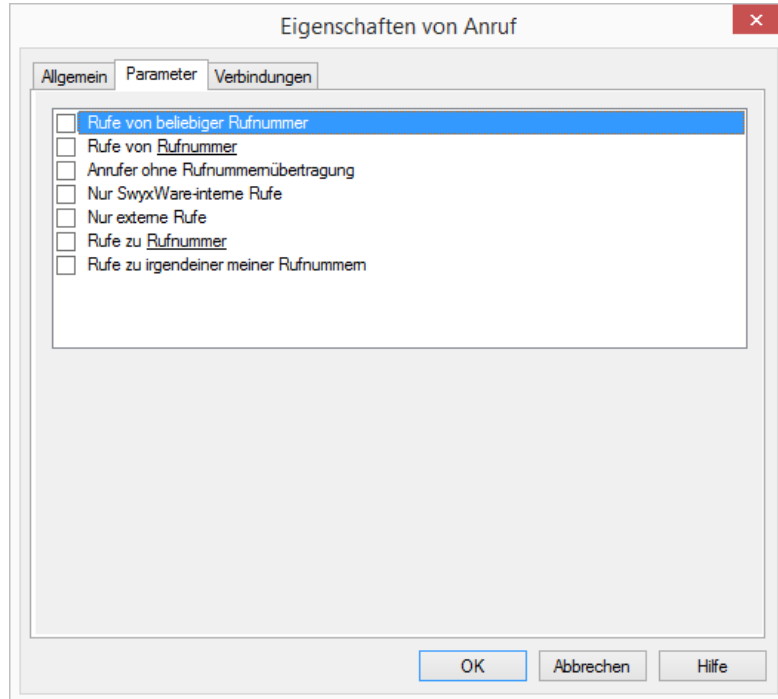 Eigenschaften von Anruf
Allgemein Parameter Verbindungen
Rufe von beliebiger Rufnummer
Rufe von Rufnummer
Anrufer ohne Rufnummernübertragung
Nur SwyxWare-interne Rufe
Nur externe Rufe
Rufe zu Rufnummer
Rufe zu irgendeiner meiner Rufnummern
OK Abbrechen Hilfe